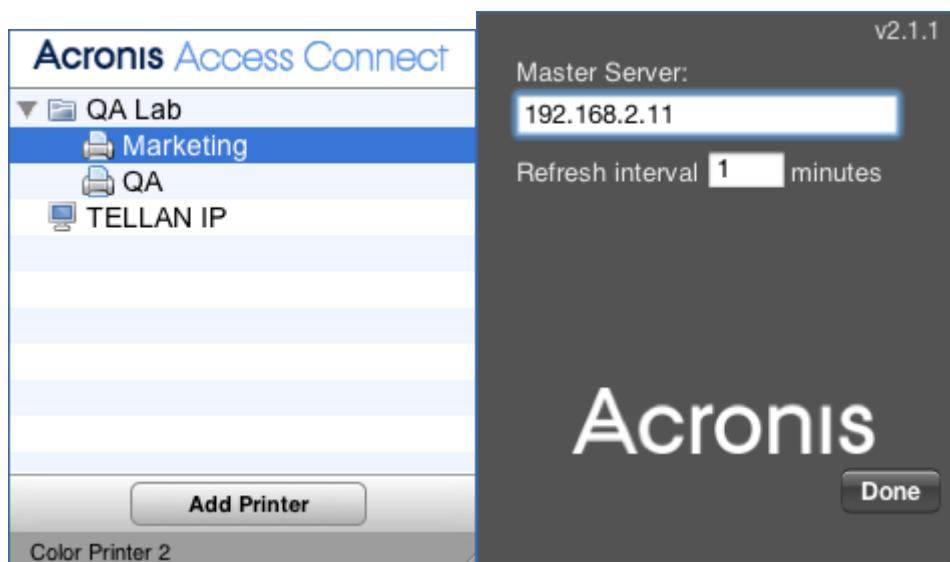 Acronis Access Connect
QA Lab
Marketing
QA
TELLAN IP
Add Printer
Color Printer 2
v2.1.1
Master Server:
192.168.2.11
Refresh interval 1 minutes
Acronis
Done